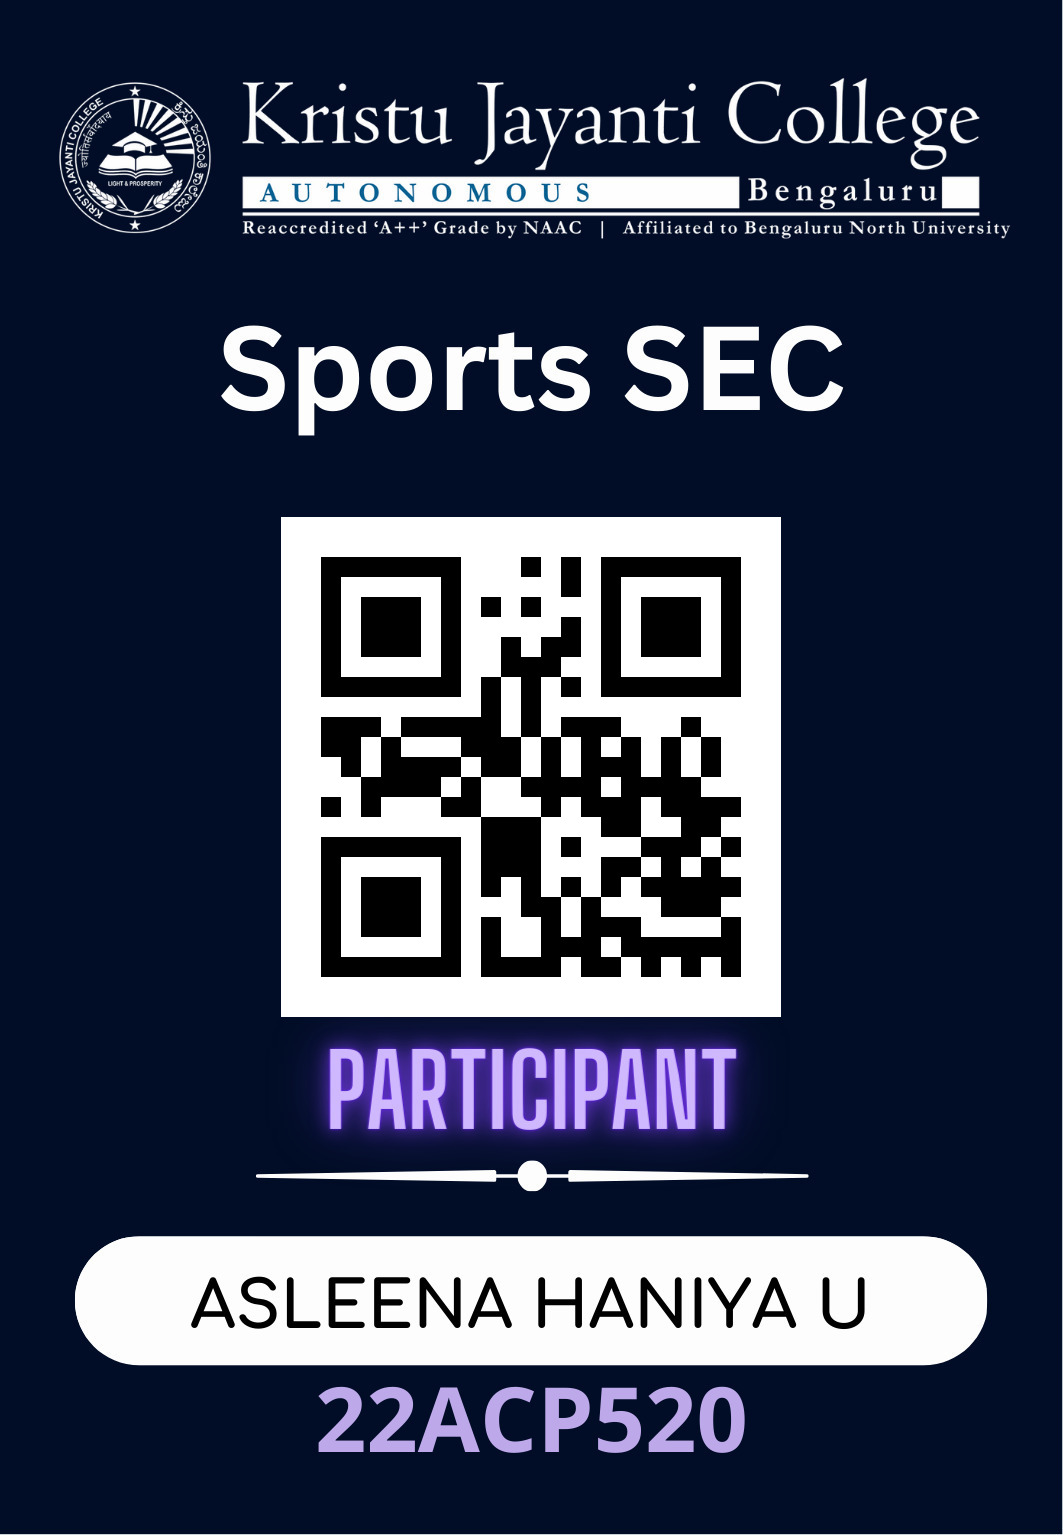 KRISTU JAYANTI COLLEGE
ಕ್ರಿಸ್ತು ಜಯಂತಿ ಕಾಲೇಜು
LIGHT & PROSPERITY
Kristu Jayanti College
AUTONOMOUS Bengaluru
Reaccredited ‘A++’ Grade by NAAC | Affiliated to Bengaluru North University
Sports SEC
PARTICIPANT
ASLEENA HANIYA U
22ACP520